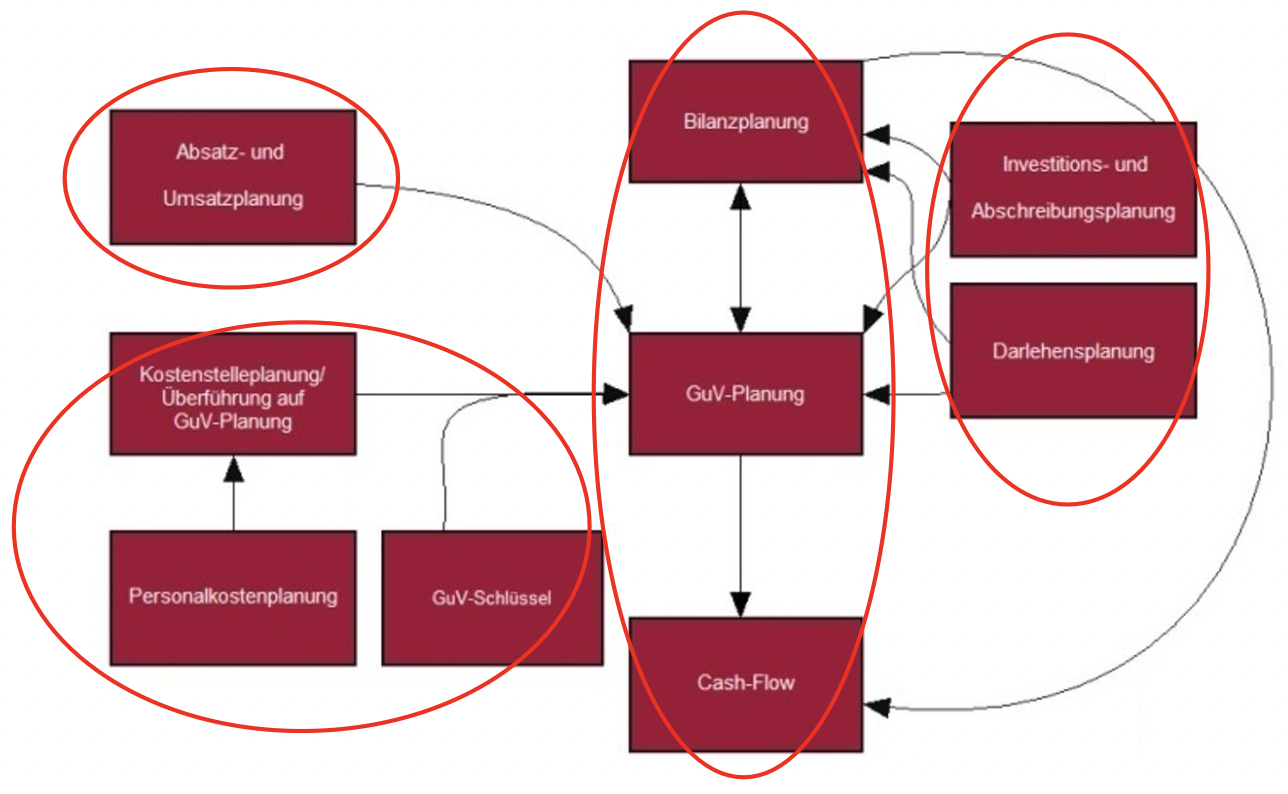 Absatz- und
Umsatzplanung
Bilanzplanung
Investitions- und
Abschreibungsplanung
Kostenstelleplanung/
Überführung auf
GuV-Planung
GuV-Planung
Darlehensplanung
Personalkostenplanung
GuV-Schlüssel
Cash-Flow